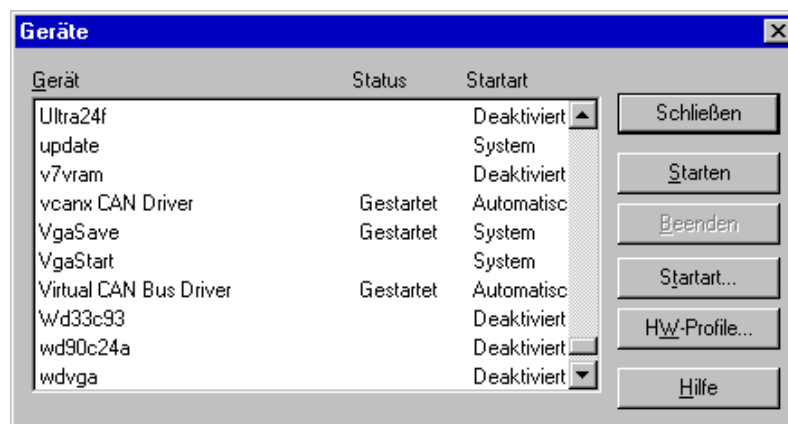 Geräte
Gerät Status Startart
Ultra24f Deaktiviert
update System
v7vram Deaktiviert
vcanx CAN Driver Gestartet Automatisc
VgaSave Gestartet System
VgaStart System
Virtual CAN Bus Driver Gestartet Automatisc
Wd33c93 Deaktiviert
wd90c24a Deaktiviert
wdvga Deaktiviert
Schließen
Starten
Beenden
Startart...
HW-Profile...
Hilfe